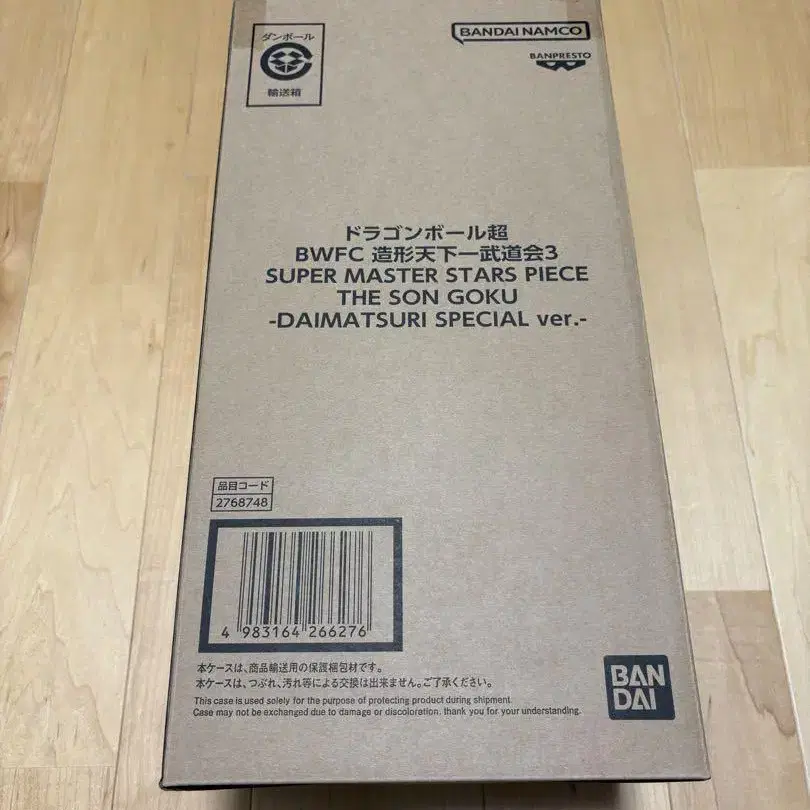 ダンボール
輸送箱
BANDAI NAMCO
BANPRESTO
ドラゴンボール超
BWFC 造形天下一武道会3
SUPER MASTER STARS PIECE
THE SON GOKU
-DAIMATSURI SPECIAL ver.-
品目コード
2768748
4 983164 266276
本ケースは、商品輸送用の保護梱包材です。
本ケースは、つぶれ、汚れ等による交換は出来ません。ご了承ください。
This case is used solely for the purpose of protecting product during shipment.
Case may not be exchanged due to damage or discoloration. thank you for your understanding.
BAN
DAI